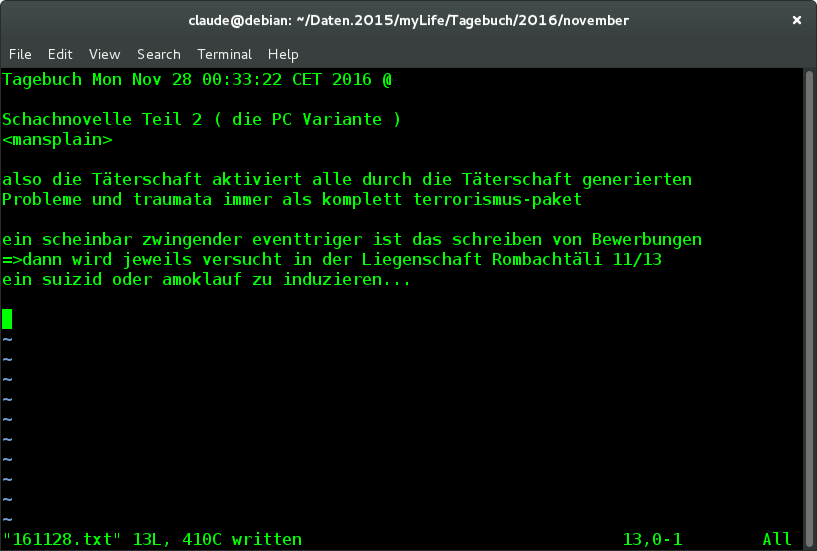 claude@debian: ~/Daten.2015/myLife/Tagebuch/2016/november
File Edit View Search Terminal Help
Tagebuch Mon Nov 28 00:33:22 CET 2016 @
Schachnovelle Teil 2 ( die PC Variante )
<mansplain>
also die Täterschaft aktiviert alle durch die Täterschaft generierten
Probleme und traumata immer als komplett terrorismus-paket
ein scheinbar zwingender eventtriger ist das schreiben von Bewerbungen
=>dann wird jeweils versucht in der Liegenschaft Rombachtäli 11/13
ein suizid oder amoklauf zu induzieren...
~
~
~
~
~
~
~
~
~
~
"161128.txt" 13L, 410C written 13,0-1 All